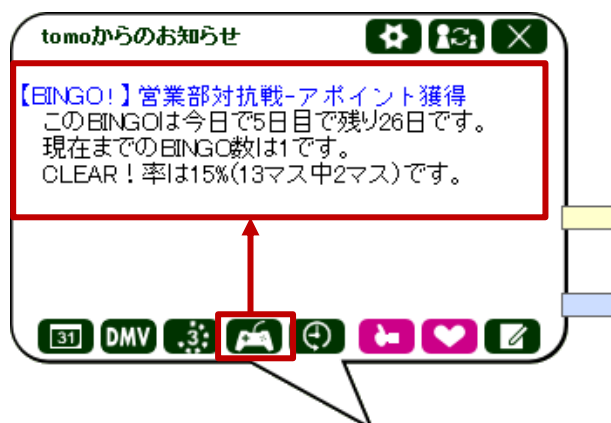 tomoからのお知らせ
【BINGO!】営業部対抗戦-アポイント獲得
このBINGOは今日で5日目で残り26日です。
現在までのBINGO数は1です。
CLEAR！率は15%(13マス中2マス)です。
31 DMV 3